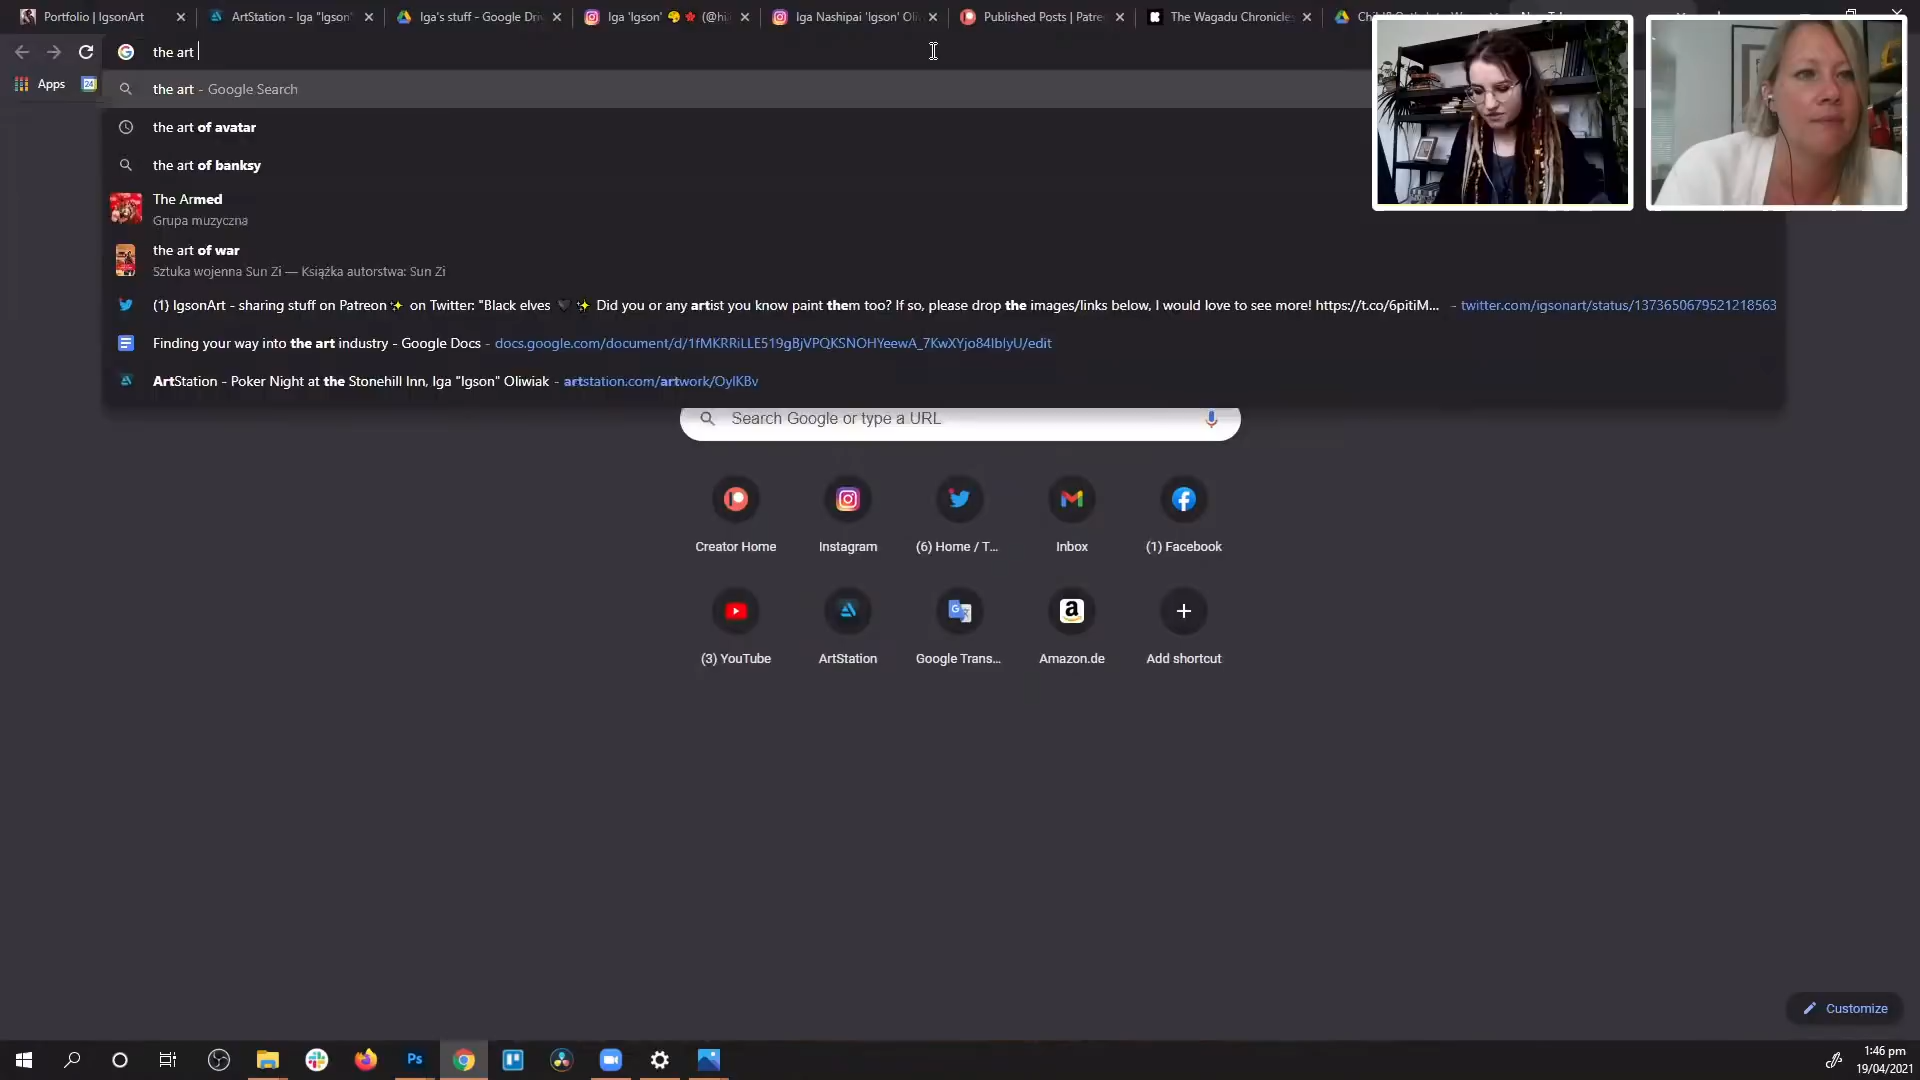 Portfolio | IgsonArt
ArtStation - Iga "Igson"
Iga's stuff - Google Dri
Iga 'Igson' 🎨 🌺 (@hi
Iga Nashipai 'Igson' Oli
Published Posts | Patre
The Wagadu Chronicles
the art
Apps
24
the art - Google Search
the art of avatar
the art of banksy
The Armed
Grupa muzyczna
the art of war
Sztuka wojenna Sun Zi — Książka autorstwa: Sun Zi
(1) IgsonArt - sharing stuff on Patreon✨ on Twitter: "Black elves 🖤 ✨ Did you or any artist you know paint them too? If so, please drop the images/links below, I would love to see more! https://t.co/6pitiM... - twitter.com/igsonart/status/1373650679521218563
Finding your way into the art industry - Google Docs - docs.google.com/document/d/1fMKRRiLLE519gBjVPQKSNOHYeewA_7KwXYjo84lblyU/edit
ArtStation - Poker Night at the Stonehill Inn, Iga "Igson" Oliwiak - artstation.com/artwork/OylKBv
Search Google or type a URL
Creator Home
Instagram
(6) Home / T...
Inbox
(1) Facebook
(3) YouTube
ArtStation
Google Trans...
Amazon.de
Add shortcut
Customize
Ps
1:46 pm
19/04/2021